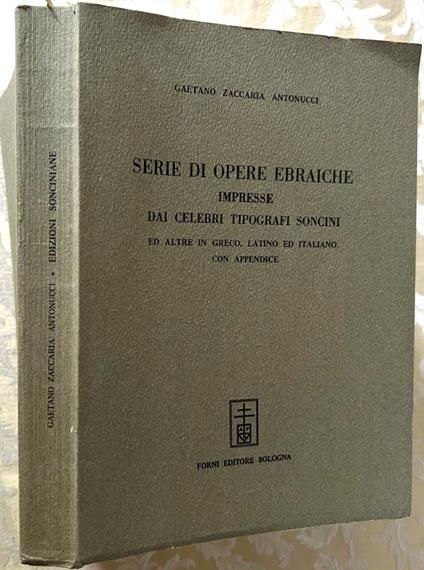 GAETANO ZACCARIA ANTONUCCI
SERIE DI OPERE EBRAICHE
IMPRESSE
DAI CELEBRI TIPOGRAFI SONCINI
ED ALTRE IN GRECO, LATINO ED ITALIANO.
CON APPENDICE
FORNI EDITORE BOLOGNA
GAETANO ZACCARIA ANTONUCCI • EDIZIONI SONCINIANE